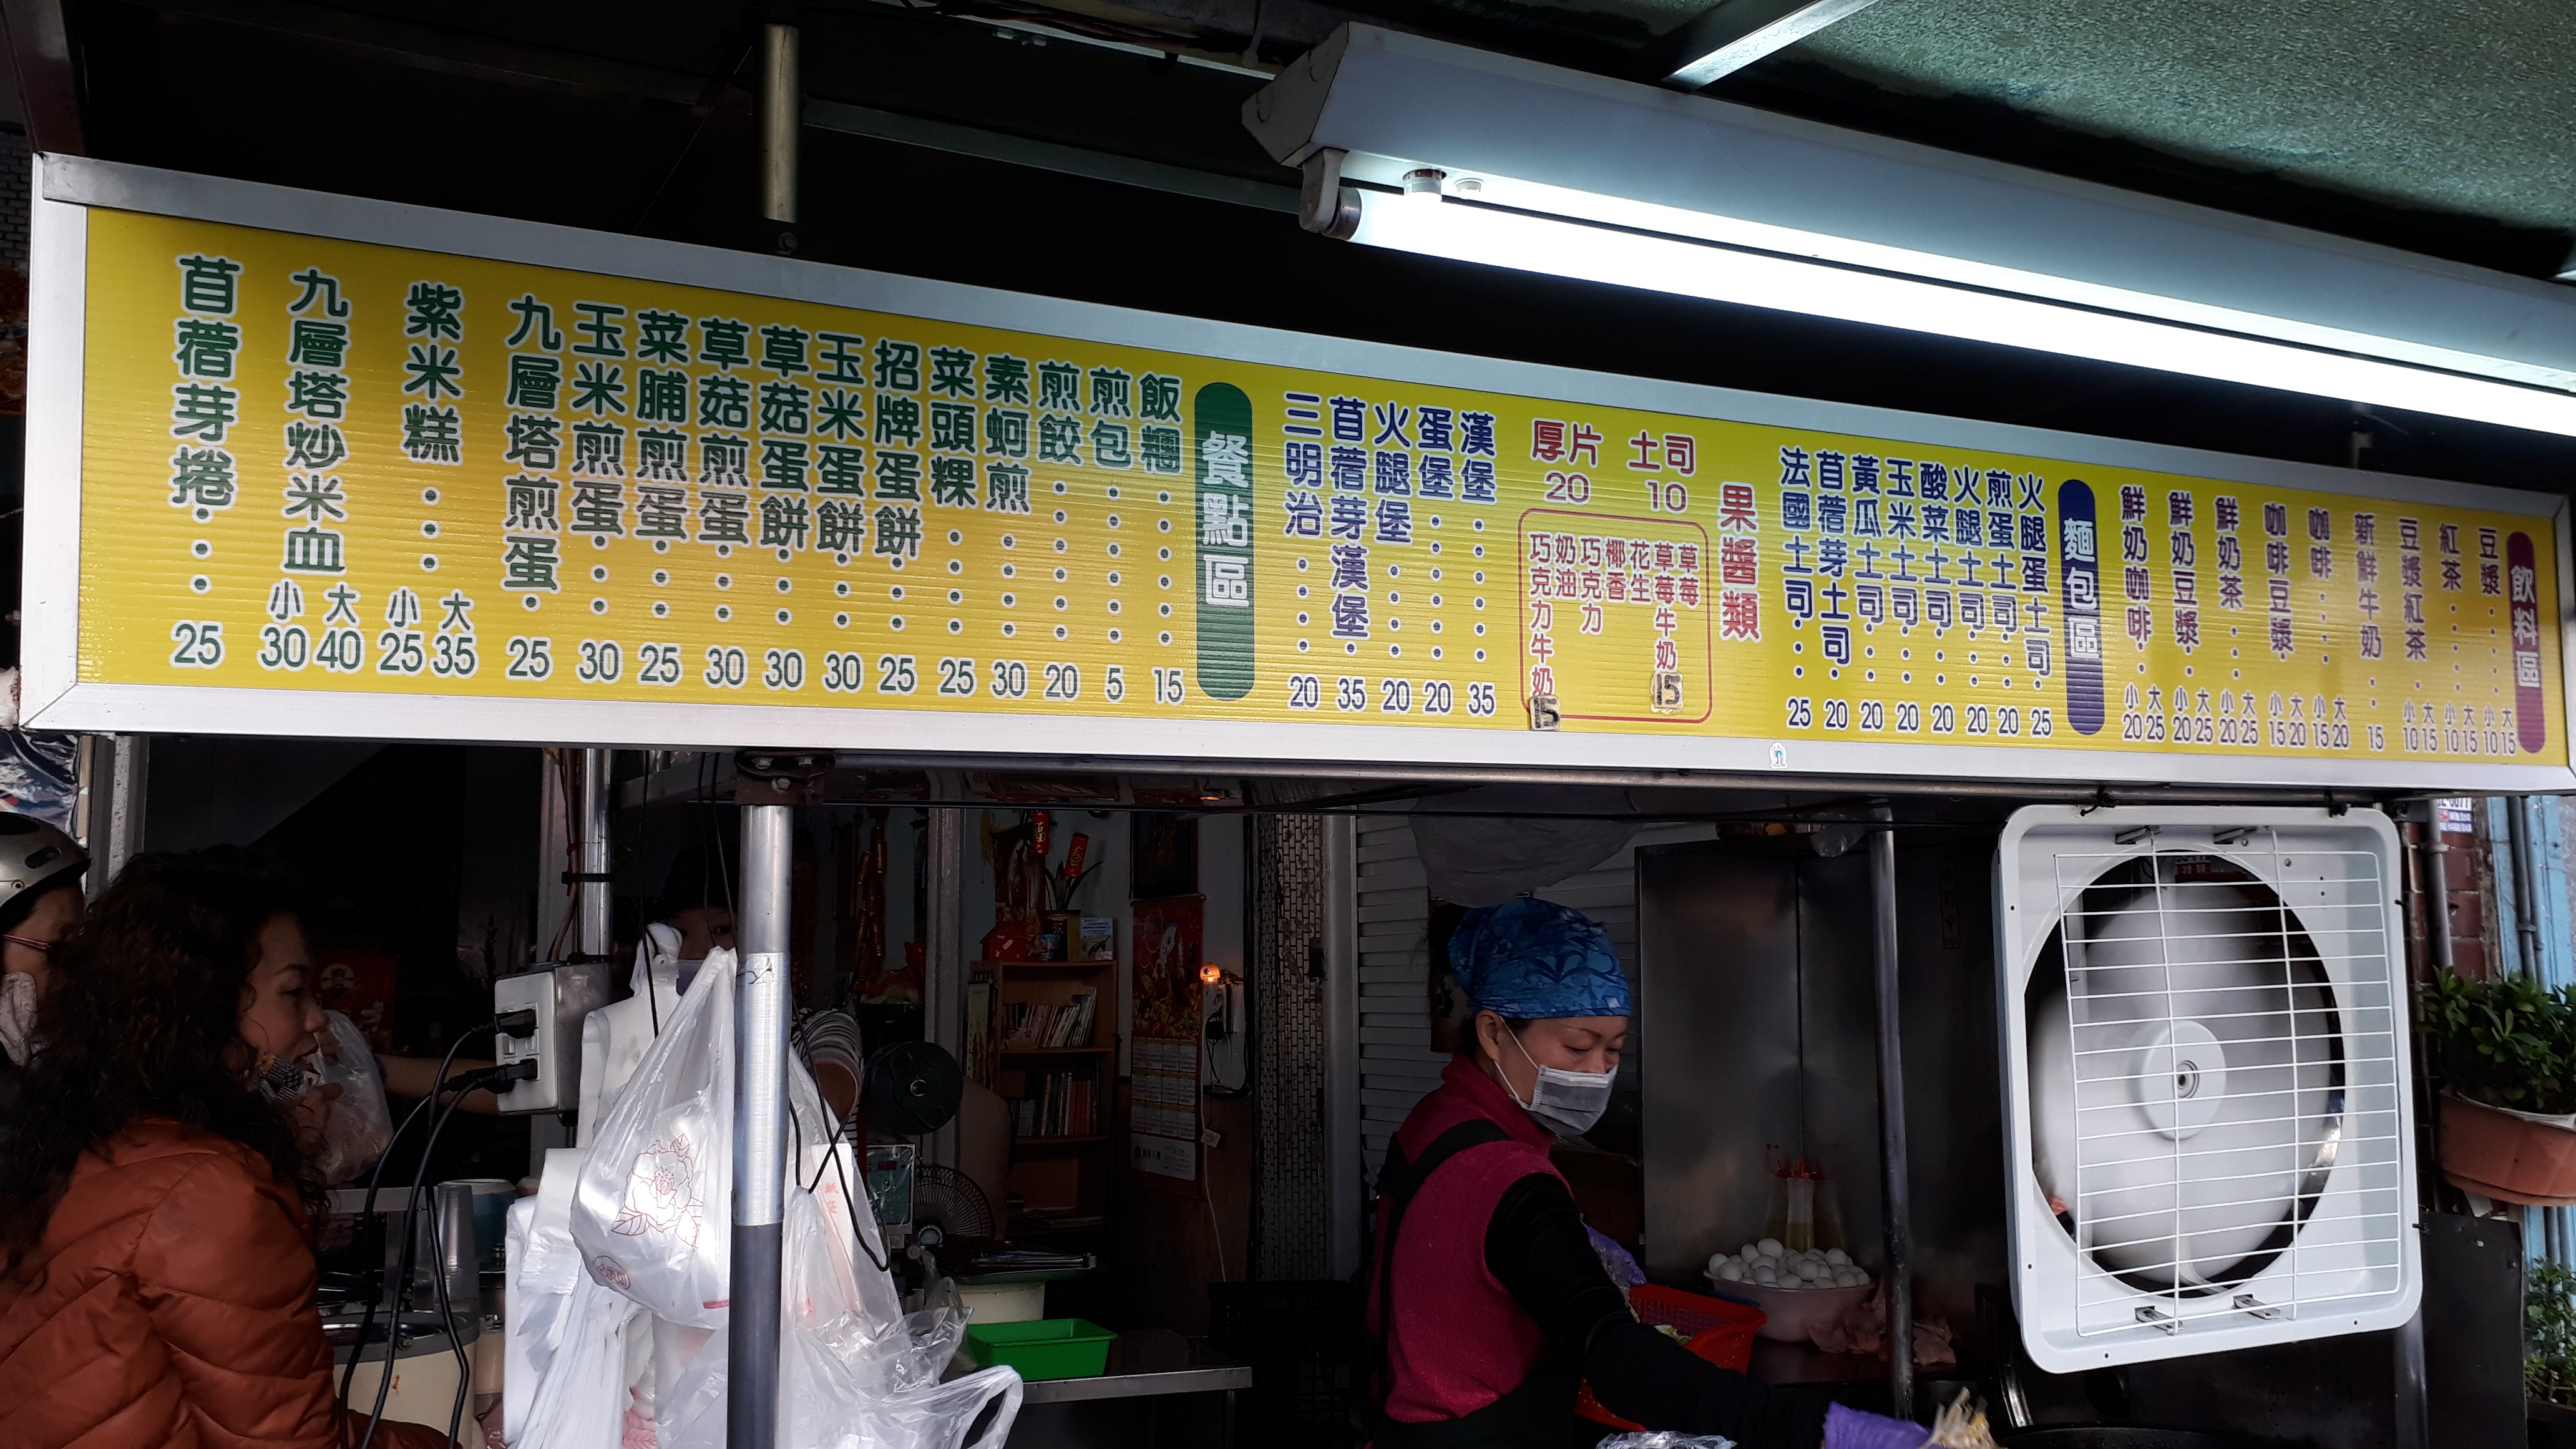 飲料區
豆漿 小10 大15
紅茶 小10 大15
豆漿紅茶 小10 大15
新鮮牛奶 15
咖啡 小15 大20
咖啡豆漿 小15 大20
鮮奶茶 小20 大25
鮮奶豆漿 小20 大25
鮮奶咖啡 小20 大25
麵包區
火腿蛋土司 25
煎蛋土司 20
火腿土司 20
酸菜土司 20
玉米土司 20
黃瓜土司 20
苜蓿芽土司 20
法國土司 25
果醬類
土司 10
厚片 20
草莓
草莓牛奶 15
花生
椰香
巧克力
奶油
巧克力牛奶 15
漢堡 35
蛋堡 20
火腿堡 20
苜蓿芽漢堡 35
三明治 20
餐點區
飯糰 15
煎包 5
煎餃 20
素蚵煎 30
菜頭粿 25
招牌蛋餅 25
玉米蛋餅 30
草菇蛋餅 30
草菇煎蛋 30
菜脯煎蛋 25
玉米煎蛋 30
九層塔煎蛋 25
紫米糕 大35 小25
九層塔炒米血 大40 小30
苜蓿芽捲 25